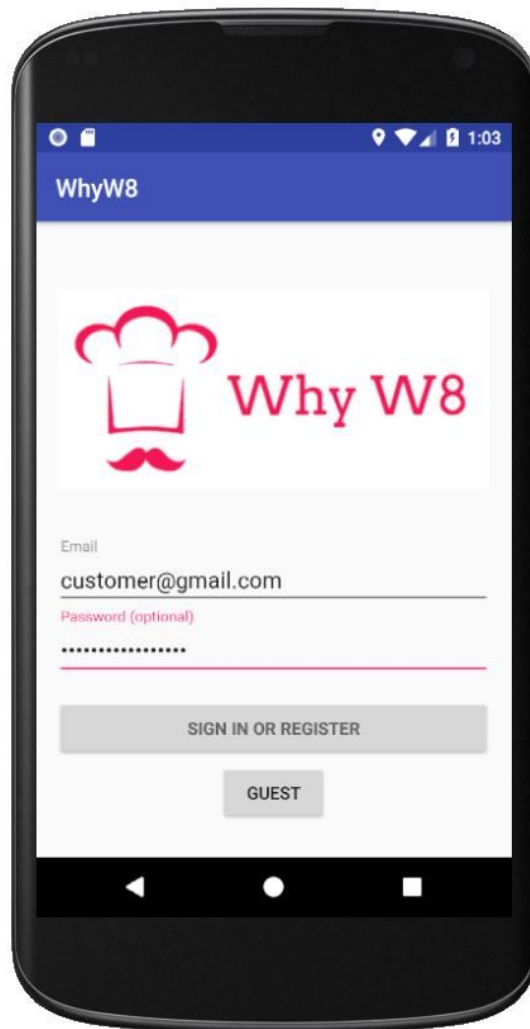 1:03
WhyW8
Why W8
Email
customer@gmail.com
Password (optional)
•••••••••••••••••
SIGN IN OR REGISTER
GUEST